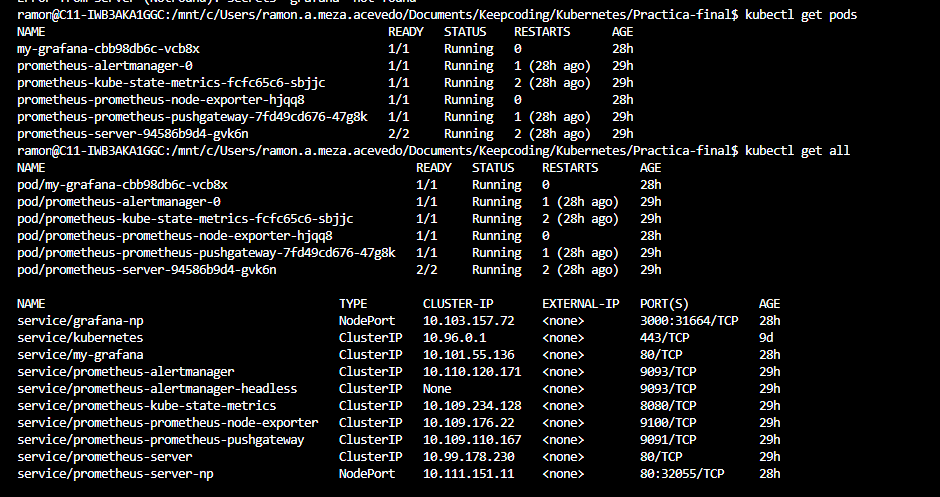 Error from server (NotFound): secrets "grafana" not found
ramon@C11-IWB3AKA1GGC:/mnt/c/Users/ramon.a.meza.acevedo/Documents/Keepcoding/Kubernetes/Practica-final$ kubectl get pods
NAME READY STATUS RESTARTS AGE
my-grafana-cbb98db6c-vcb8x 1/1 Running 0 28h
prometheus-alertmanager-0 1/1 Running 1 (28h ago) 29h
prometheus-kube-state-metrics-fcfc65c6-sbjjc 1/1 Running 2 (28h ago) 29h
prometheus-prometheus-node-exporter-hjqq8 1/1 Running 0 28h
prometheus-prometheus-pushgateway-7fd49cd676-47g8k 1/1 Running 1 (28h ago) 29h
prometheus-server-94586b9d4-gvk6n 2/2 Running 2 (28h ago) 29h
ramon@C11-IWB3AKA1GGC:/mnt/c/Users/ramon.a.meza.acevedo/Documents/Keepcoding/Kubernetes/Practica-final$ kubectl get all
NAME READY STATUS RESTARTS AGE
pod/my-grafana-cbb98db6c-vcb8x 1/1 Running 0 28h
pod/prometheus-alertmanager-0 1/1 Running 1 (28h ago) 29h
pod/prometheus-kube-state-metrics-fcfc65c6-sbjjc 1/1 Running 2 (28h ago) 29h
pod/prometheus-prometheus-node-exporter-hjqq8 1/1 Running 0 28h
pod/prometheus-prometheus-pushgateway-7fd49cd676-47g8k 1/1 Running 1 (28h ago) 29h
pod/prometheus-server-94586b9d4-gvk6n 2/2 Running 2 (28h ago) 29h
NAME TYPE CLUSTER-IP EXTERNAL-IP PORT(S) AGE
service/grafana-np NodePort 10.103.157.72 <none> 3000:31664/TCP 28h
service/kubernetes ClusterIP 10.96.0.1 <none> 443/TCP 9d
service/my-grafana ClusterIP 10.101.55.136 <none> 80/TCP 28h
service/prometheus-alertmanager ClusterIP 10.110.120.171 <none> 9093/TCP 29h
service/prometheus-alertmanager-headless ClusterIP None <none> 9093/TCP 29h
service/prometheus-kube-state-metrics ClusterIP 10.109.234.128 <none> 8080/TCP 29h
service/prometheus-prometheus-node-exporter ClusterIP 10.109.176.22 <none> 9100/TCP 29h
service/prometheus-prometheus-pushgateway ClusterIP 10.109.110.167 <none> 9091/TCP 29h
service/prometheus-server ClusterIP 10.99.178.230 <none> 80/TCP 29h
service/prometheus-server-np NodePort 10.111.151.11 <none> 80:32055/TCP 28h